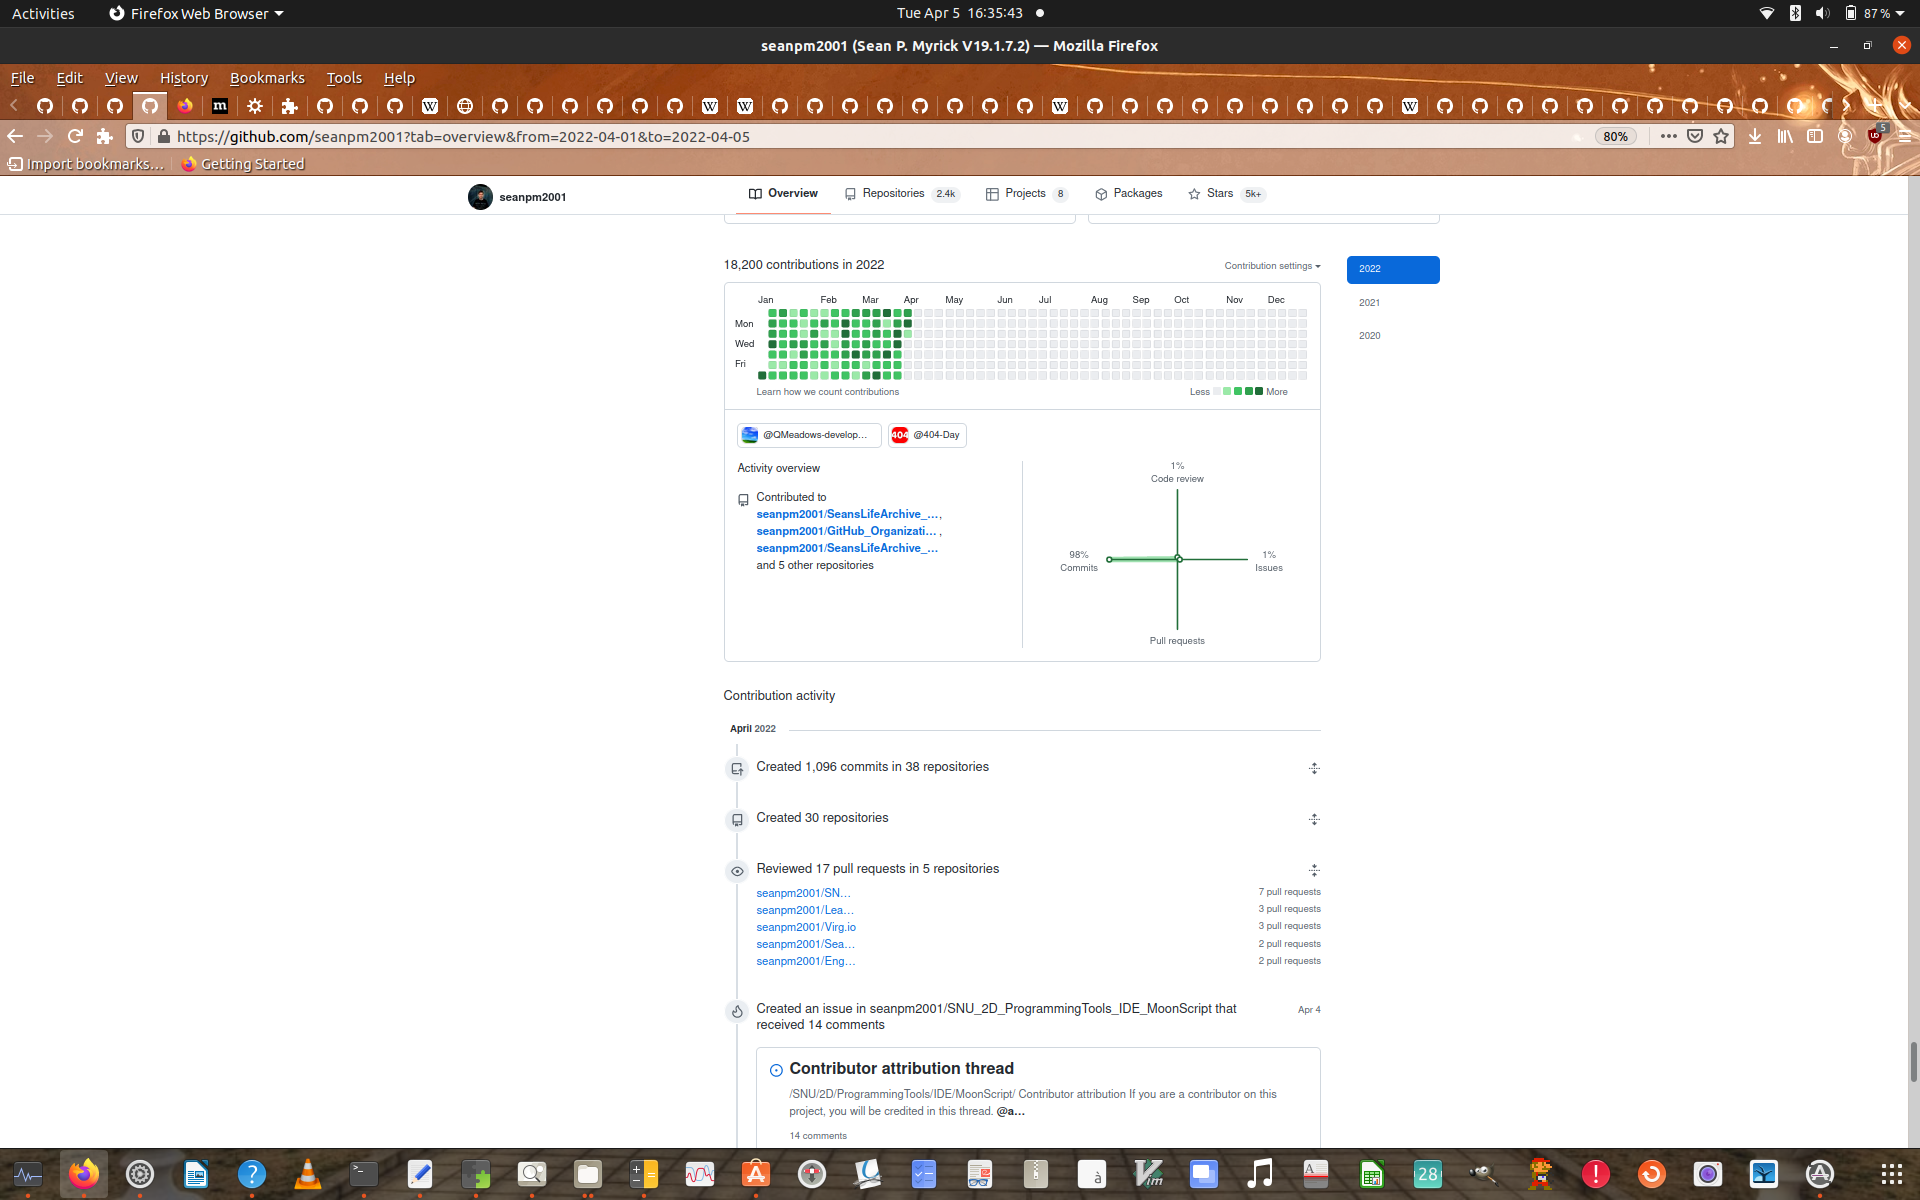 Activities
Firefox Web Browser
Tue Apr 5 16:35:43
87 %
seanpm2001 (Sean P. Myrick V19.1.7.2) — Mozilla Firefox
File Edit View History Bookmarks Tools Help
https://github.com/seanpm2001?tab=overview&from=2022-04-01&to=2022-04-05
80%
5
Import bookmarks…
Getting Started
seanpm2001
Overview
Repositories 2.4k
Projects 8
Packages
Stars 5k+
18,200 contributions in 2022
Contribution settings
2022
2021
2020
Jan Feb Mar Apr May Jun Jul Aug Sep Oct Nov Dec
Mon
Wed
Fri
Learn how we count contributions
Less More
@QMeadows-develop…
404 @404-Day
Activity overview
Contributed to
seanpm2001/SeansLifeArchive_…,
seanpm2001/GitHub_Organizati…,
seanpm2001/SeansLifeArchive_…
and 5 other repositories
1%
Code review
98%
Commits
1%
Issues
Pull requests
Contribution activity
April 2022
Created 1,096 commits in 38 repositories
Created 30 repositories
Reviewed 17 pull requests in 5 repositories
seanpm2001/SN… 7 pull requests
seanpm2001/Lea… 3 pull requests
seanpm2001/Virg.io 3 pull requests
seanpm2001/Sea… 2 pull requests
seanpm2001/Eng… 2 pull requests
Created an issue in seanpm2001/SNU_2D_ProgrammingTools_IDE_MoonScript that
received 14 comments
Apr 4
Contributor attribution thread
/SNU/2D/ProgrammingTools/IDE/MoonScript/ Contributor attribution If you are a contributor on this
project, you will be credited in this thread. @a…
14 comments
28